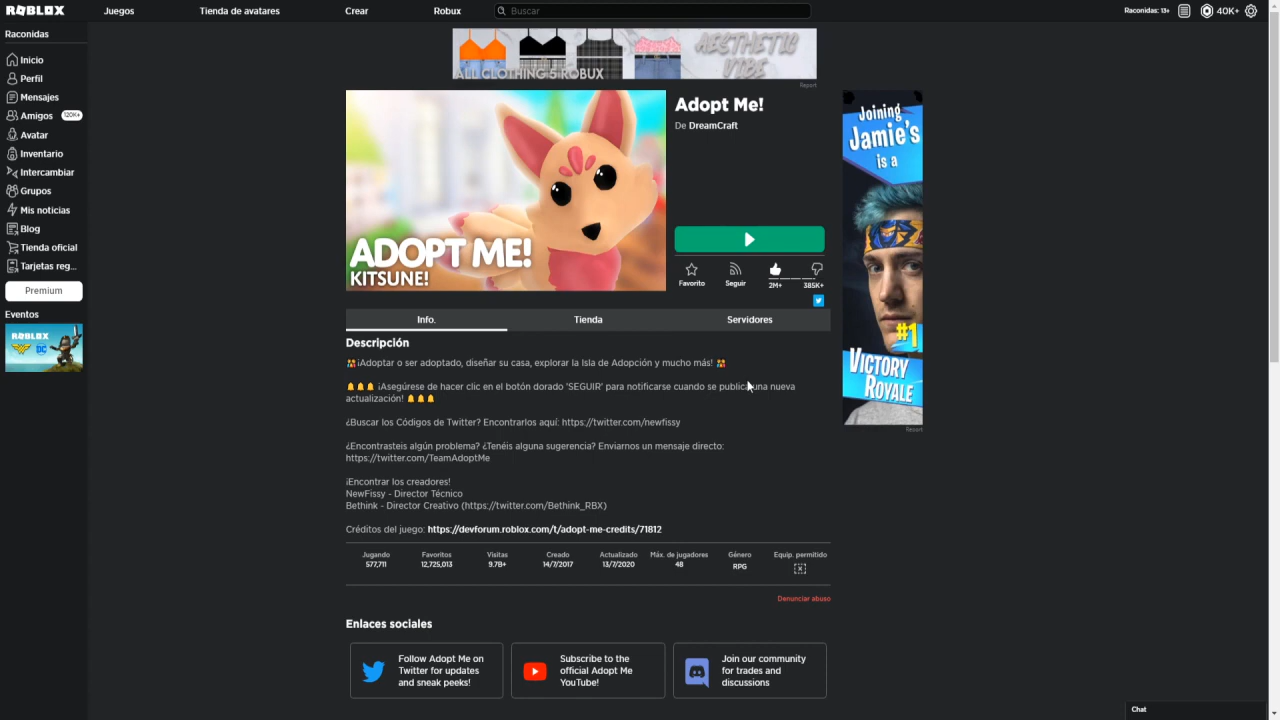 ROBLOX
Juegos
Tienda de avatares
Crear
Robux
Buscar
Raconidas: 13+
40K+
Raconidas
Inicio
Perfil
Mensajes
Amigos
120K+
Avatar
Inventario
Intercambiar
Grupos
Mis noticias
Blog
Tienda oficial
Tarjetas reg...
Premium
Eventos
ROBLOX
DC
ALL CLOTHING 5 ROBUX
AESTHETIC
VIBE
Report
ADOPT ME!
KITSUNE!
Adopt Me!
De DreamCraft
Favorito
Seguir
2M+
385K+
Joining
Jamie's
is a
#1
VICTORY
ROYALE
Report
Info.
Tienda
Servidores
Descripción
¡Adoptar o ser adoptado, diseñar su casa, explorar la Isla de Adopción y mucho más!
¡Asegúrese de hacer clic en el botón dorado 'SEGUIR' para notificarse cuando se publica una nueva
actualización!
¿Buscar los Códigos de Twitter? Encontrarlos aquí: https://twitter.com/newfissy
¿Encontrasteis algún problema? ¿Tenéis alguna sugerencia? Enviarnos un mensaje directo:
https://twitter.com/TeamAdoptMe
¡Encontrar los creadores!
NewFissy - Director Técnico
Bethink - Director Creativo (https://twitter.com/Bethink_RBX)
Créditos del juego: https://devforum.roblox.com/t/adopt-me-credits/71812
Jugando
577,711
Favoritos
12,725,013
Visitas
9.7B+
Creado
14/7/2017
Actualizado
13/7/2020
Máx. de jugadores
48
Género
RPG
Equip. permitido
Denunciar abuso
Enlaces sociales
Follow Adopt Me on
Twitter for updates
and sneak peeks!
Subscribe to the
official Adopt Me
YouTube!
Join our community
for trades and
discussions
Chat